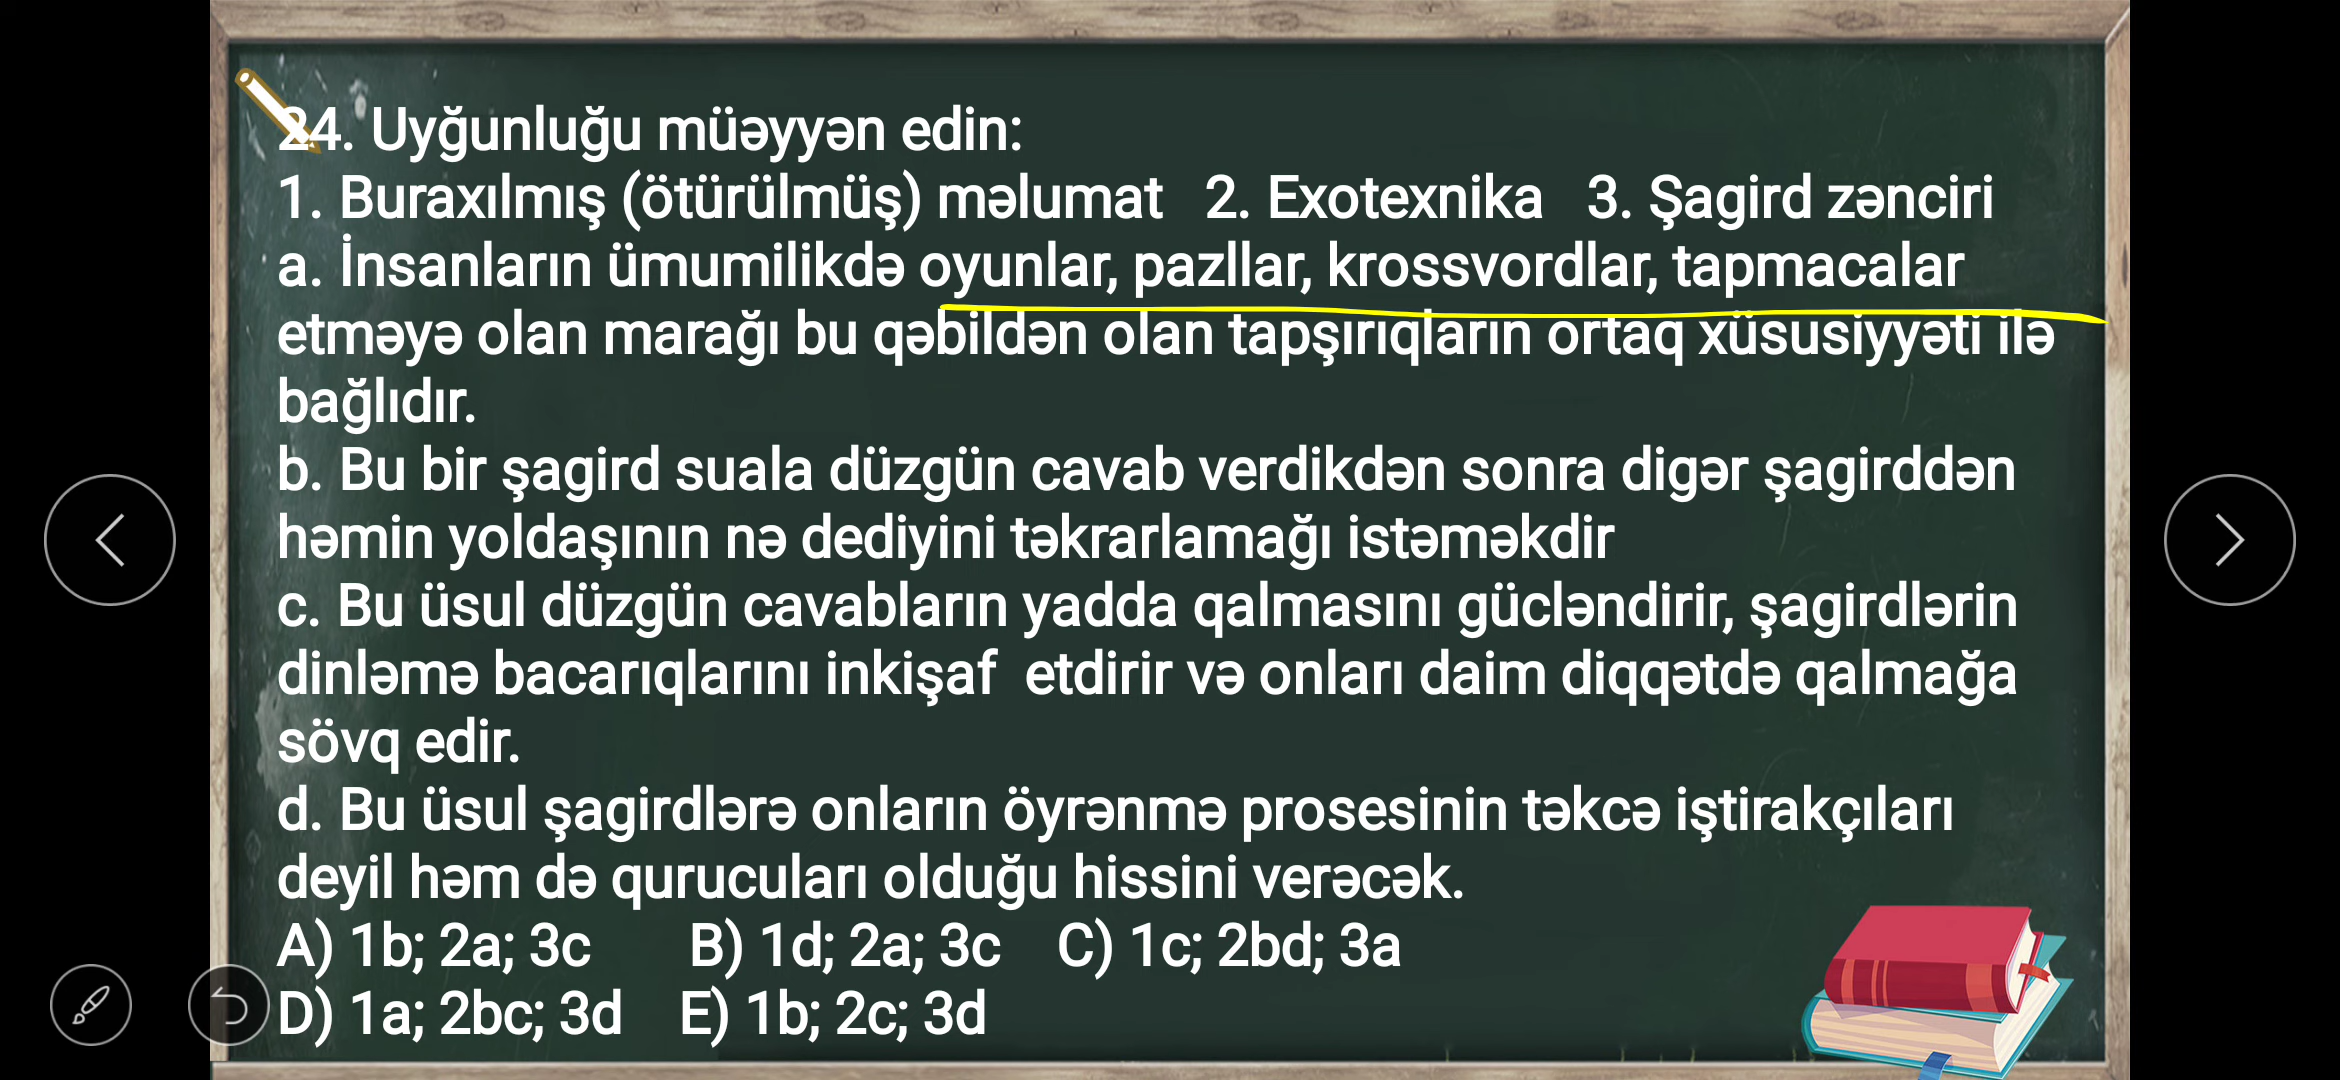 24. Uyğunluğu müəyyən edin:
1. Buraxılmış (ötürülmüş) məlumat 2. Exotexnika 3. Şagird zənciri
a. İnsanların ümumilikdə oyunlar, pazllar, krossvordlar, tapmacalar
etməyə olan marağı bu qəbildən olan tapşırıqların ortaq xüsusiyyəti ilə
bağlıdır.
b. Bu bir şagird suala düzgün cavab verdikdən sonra digər şagirddən
həmin yoldaşının nə dediyini təkrarlamağı istəməkdir
c. Bu üsul düzgün cavabların yadda qalmasını gücləndirir, şagirdlərin
dinləmə bacarıqlarını inkişaf etdirir və onları daim diqqətdə qalmağa
sövq edir.
d. Bu üsul şagirdlərə onların öyrənmə prosesinin təkcə iştirakçıları
deyil həm də qurucuları olduğu hissini verəcək.
A) 1b; 2a; 3c B) 1d; 2a; 3c C) 1c; 2bd; 3a
D) 1a; 2bc; 3d E) 1b; 2c; 3d